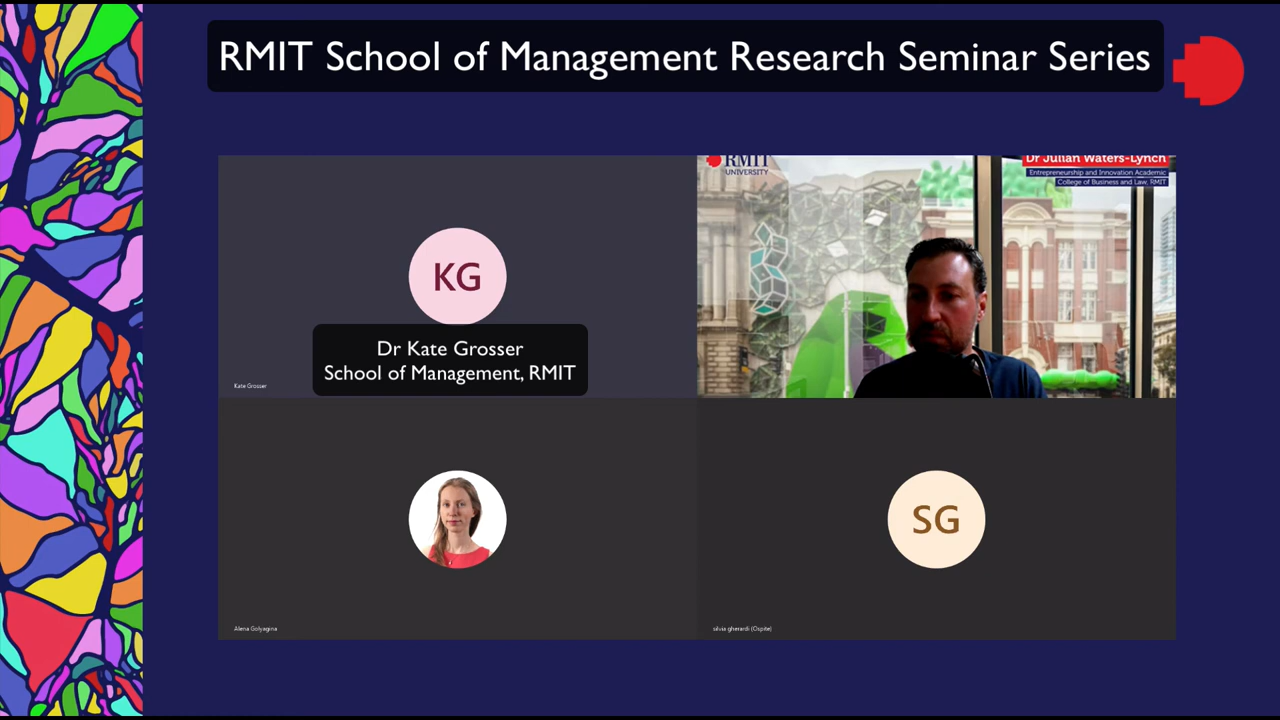 RMIT School of Management Research Seminar Series
KG
Dr Kate Grosser
School of Management, RMIT
Kate Grosser
RMIT
UNIVERSITY
Dr Julian Waters-Lynch
Entrepreneurship and Innovation Academic
College of Business and Law, RMIT
Alena Golyagina
SG
silvia gherardi (Ospite)